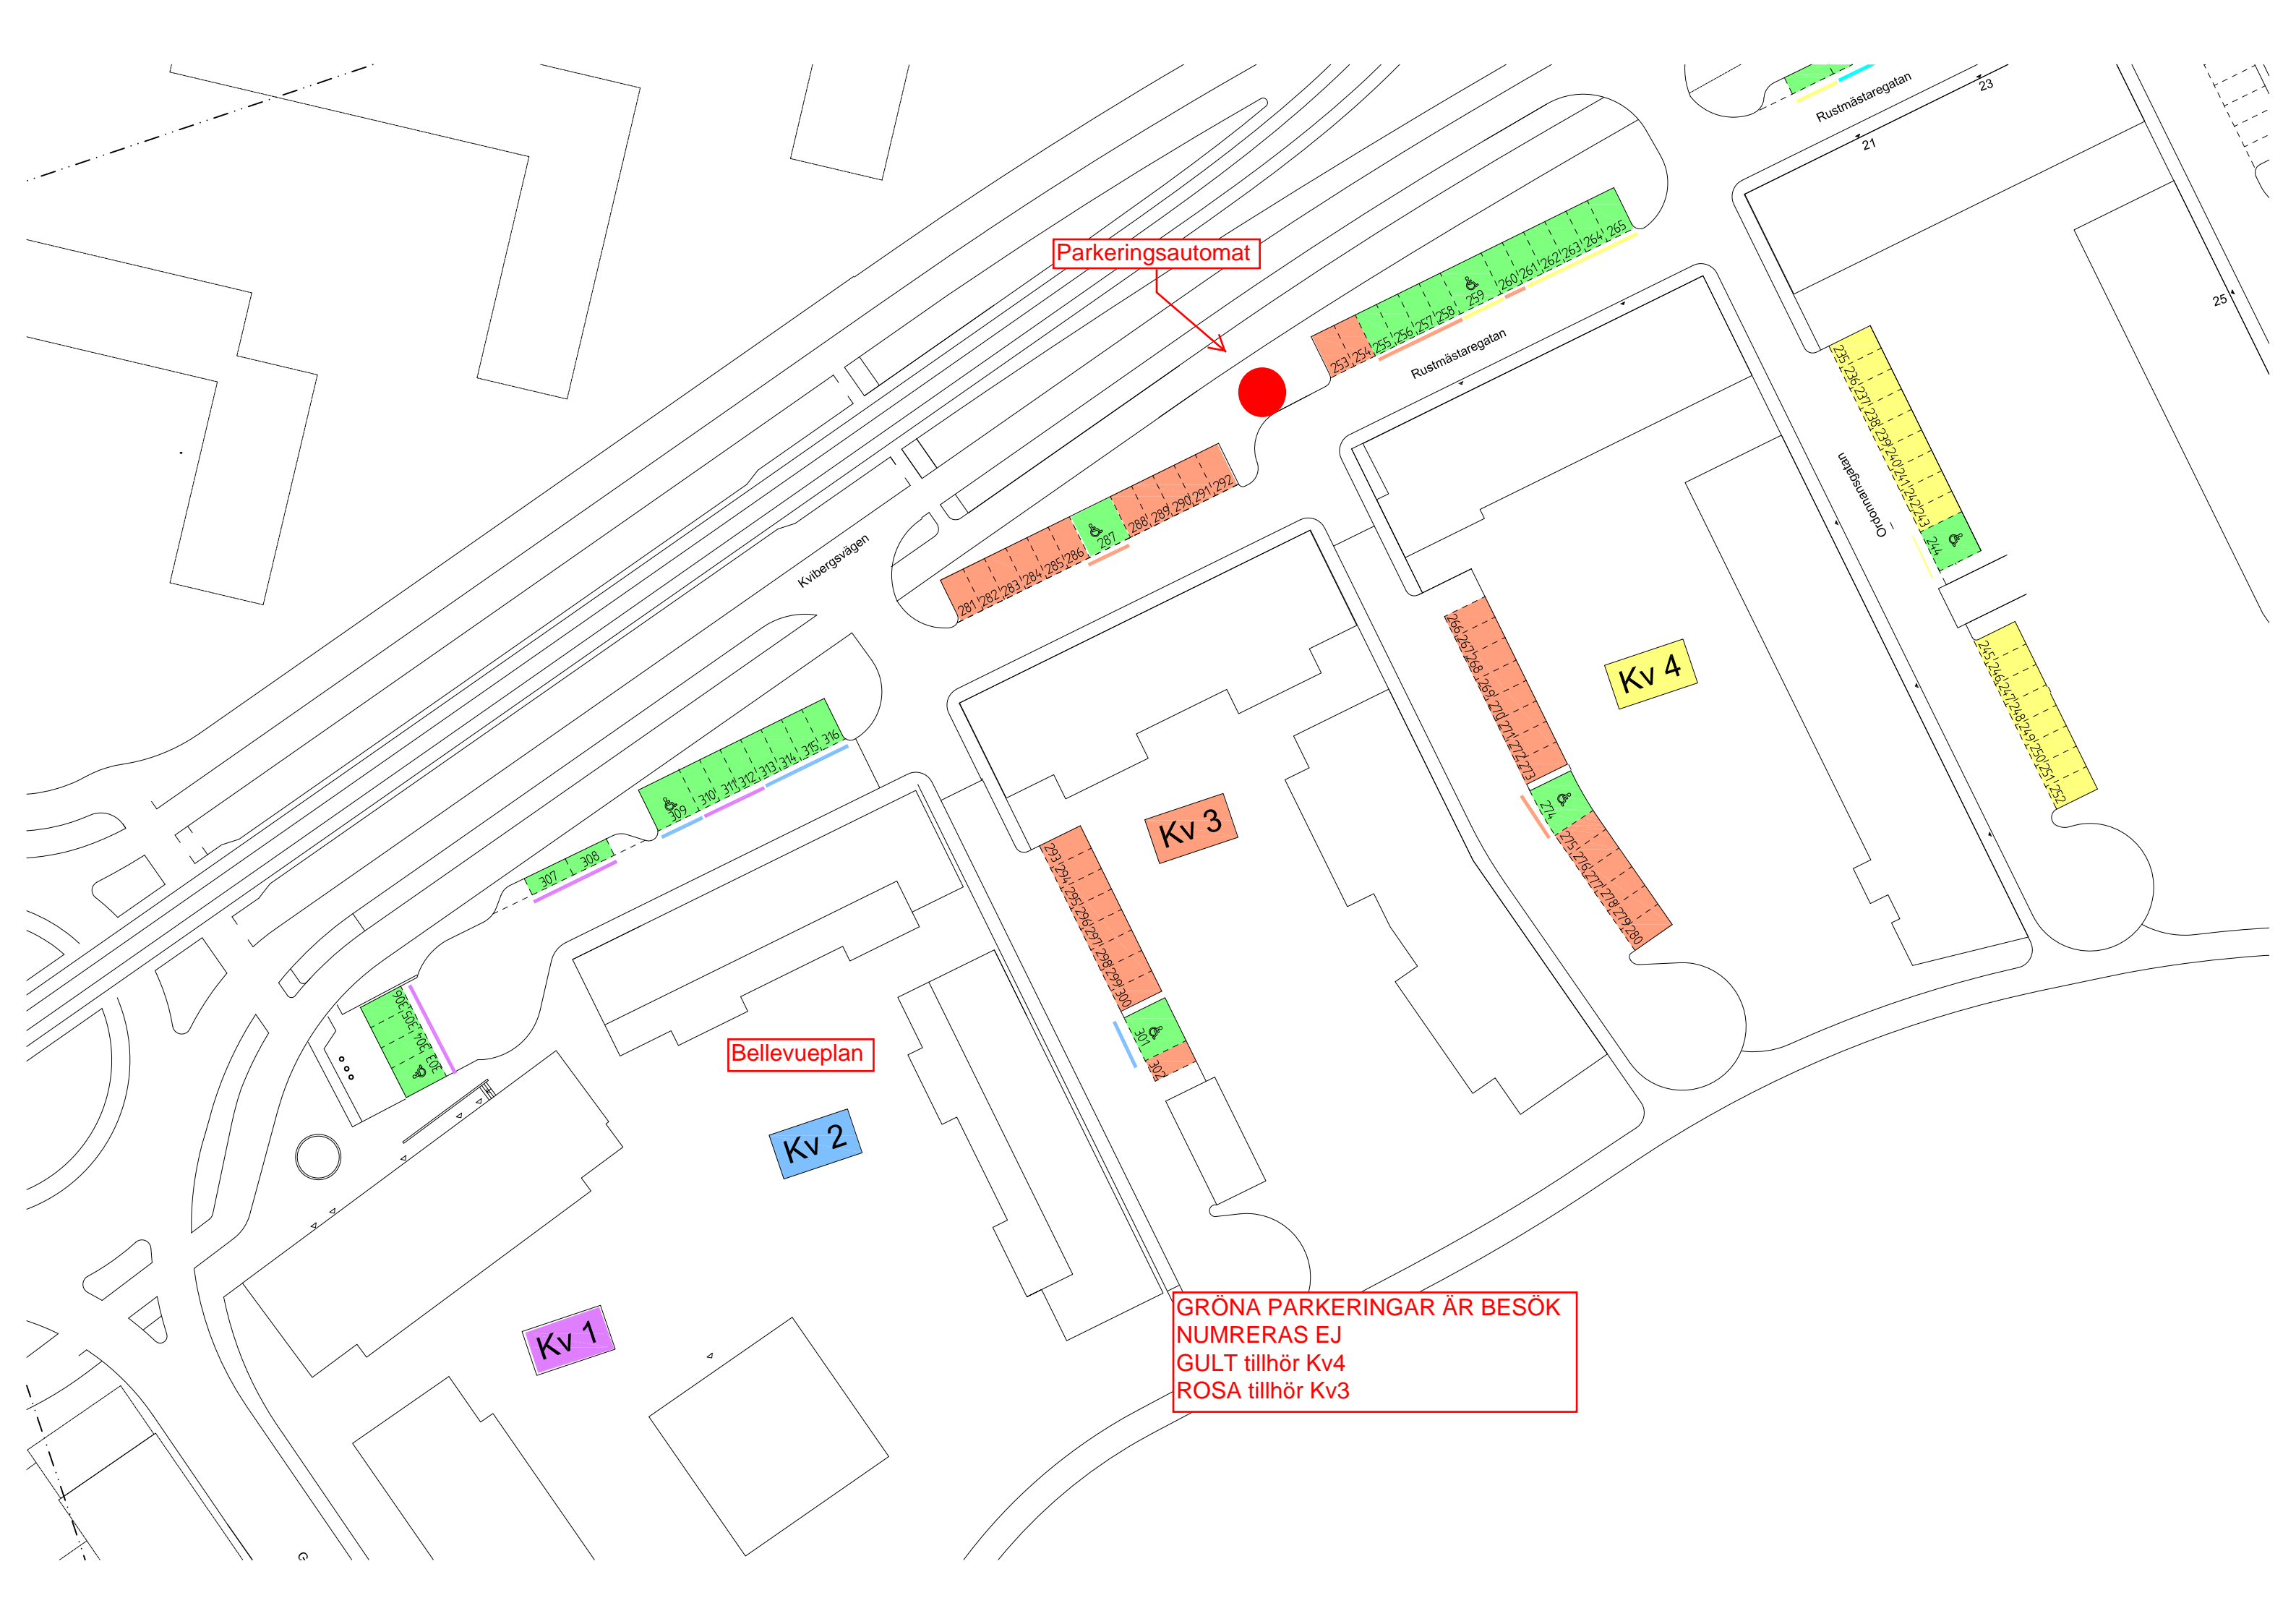 Rustmästaregatan
23
21
25
Parkeringsautomat
253 254 255 256 257 258 259 260 261 262 263 264 265
Rustmästaregatan
235 236 237 238 239 240 241 242 243 244
Ordonnansgatan
245 246 247 248 249 250 251 252
281 282 283 284 285 286 287 288 289 290 291 292
Kvibergsvägen
266 267 268 269 270 271 272 273 274
275 276 277 278 279 280
Kv 4
309 310 311 312 313 314 315 316
307 308
Kv 3
293 294 295 296 297 298 299 300 301 302
306 305 304 303
Bellevueplan
Kv 2
Kv 1
GRÖNA PARKERINGAR ÄR BESÖK
NUMRERAS EJ
GULT tillhör Kv4
ROSA tillhör Kv3
G